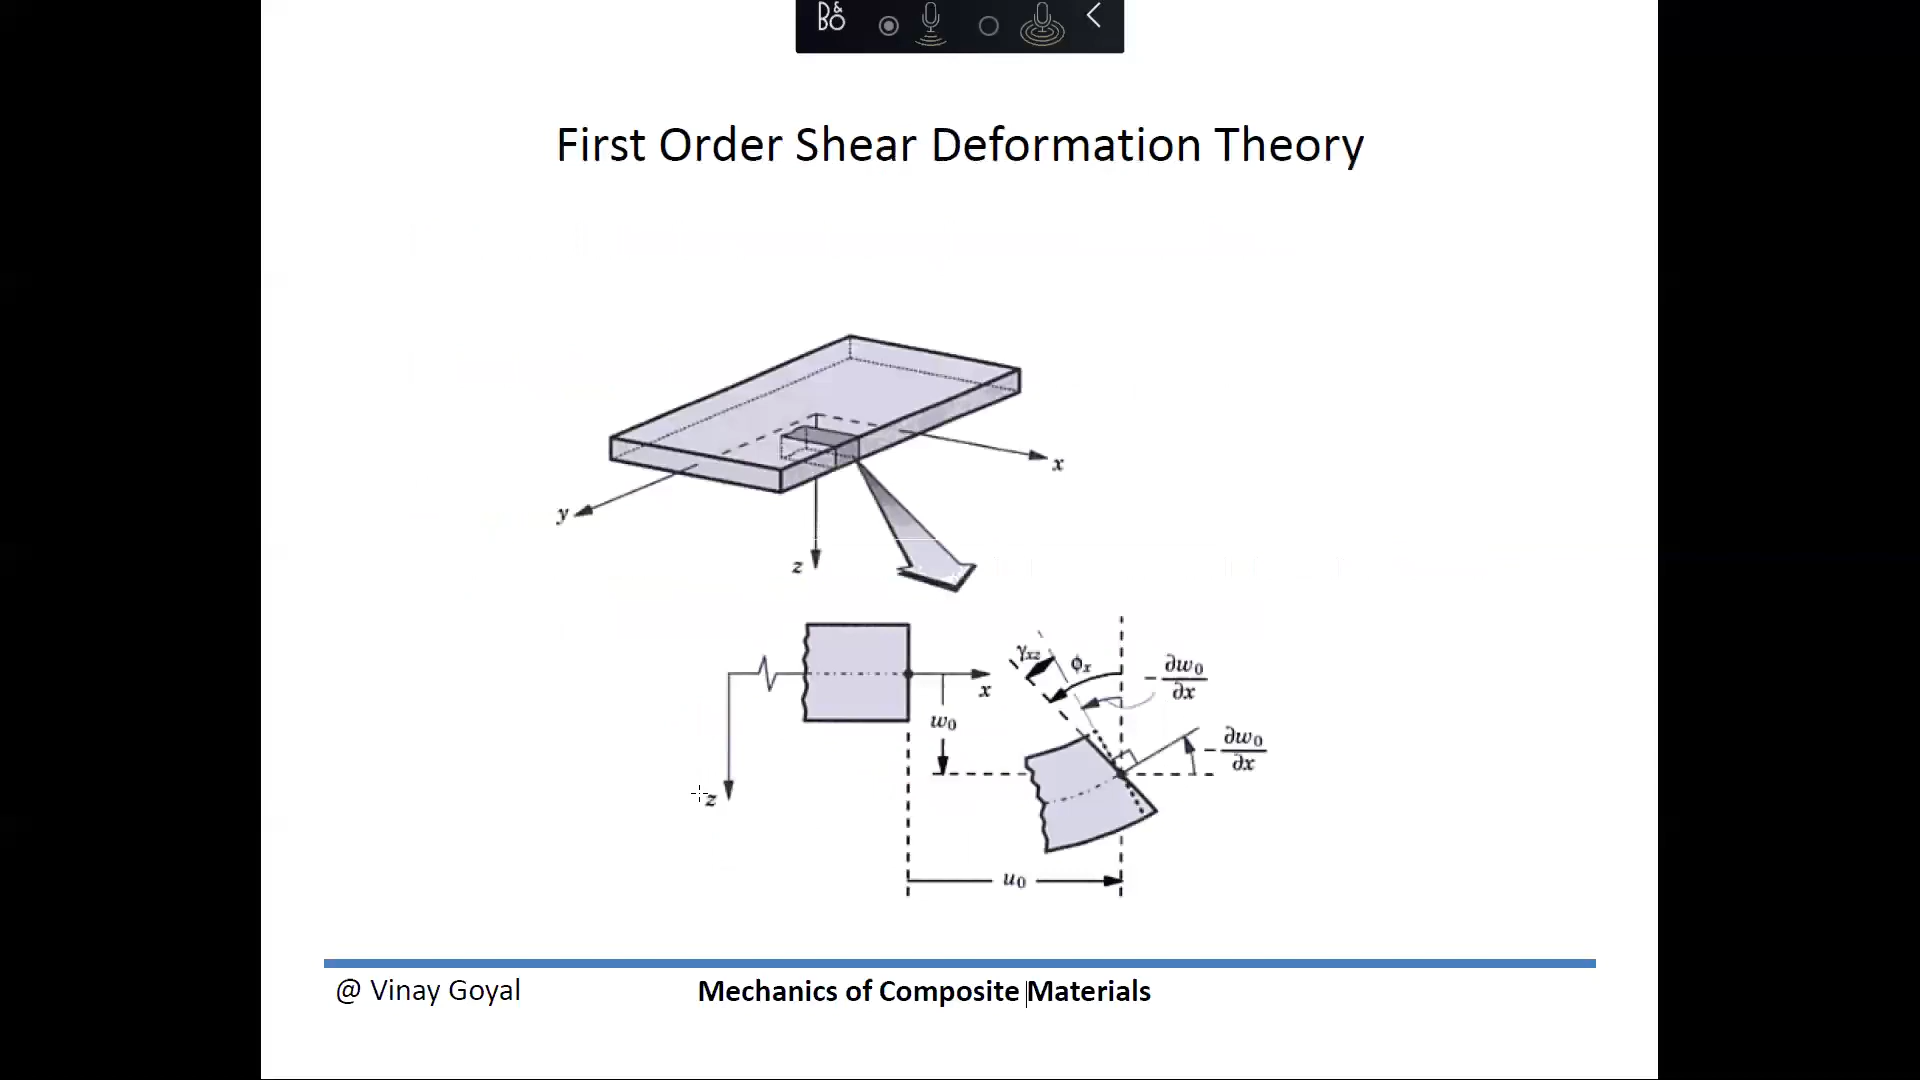 B&O
First Order Shear Deformation Theory
x
y
z
γxz
ϕx
- ∂w0/∂x
x
w0
- ∂w0/∂x
z
u0
@ Vinay Goyal
Mechanics of Composite Materials